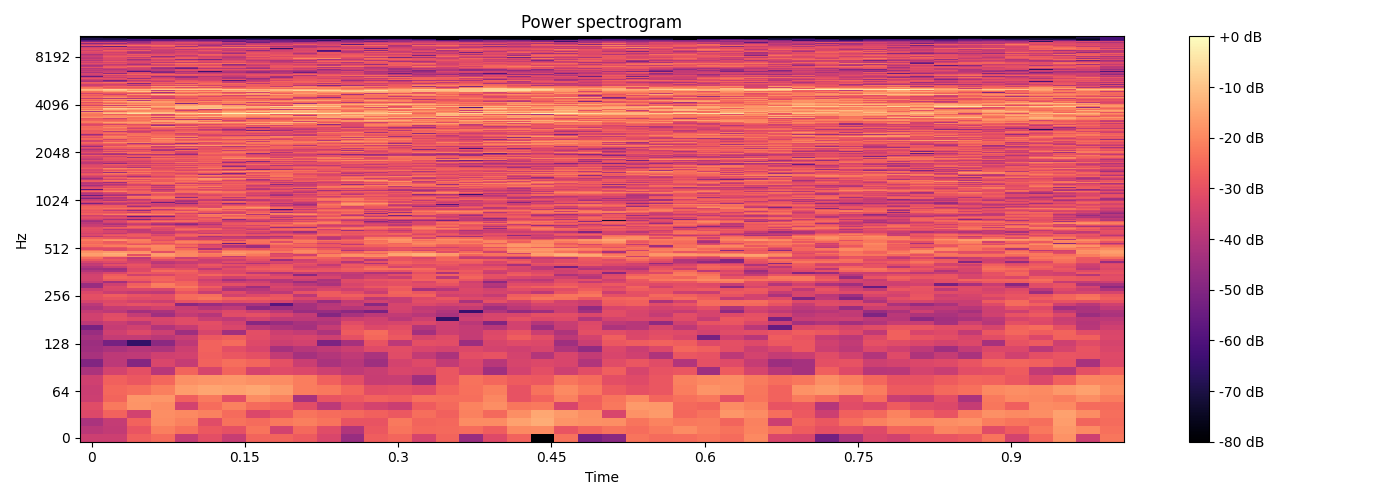 Power spectrogram
Hz
8192
4096
2048
1024
512
256
128
64
0
0 0.15 0.3 0.45 0.6 0.75 0.9
Time
+0 dB
-10 dB
-20 dB
-30 dB
-40 dB
-50 dB
-60 dB
-70 dB
-80 dB